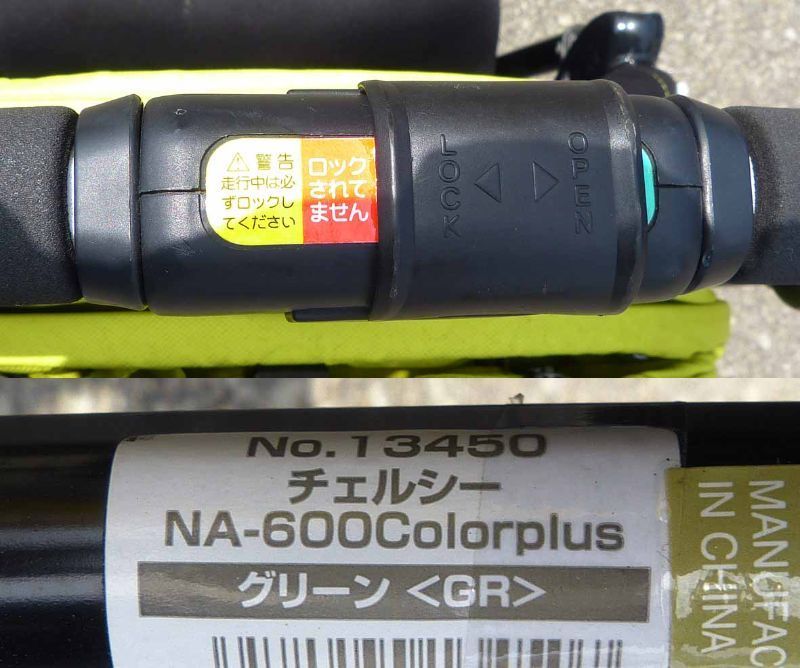 警告
走行中は必
ずロックし
てください
ロック
されて
ません
LOCK
OPEN
No.13450
チェルシー
NA-600Colorplus
グリーン <GR>
MANUFAC
IN CHINA